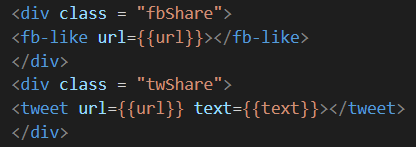 <div class = "fbShare">
<fb-like url={{url}}></fb-like>
</div>
<div class = "twShare">
<tweet url={{url}} text={{text}}></tweet>
</div>